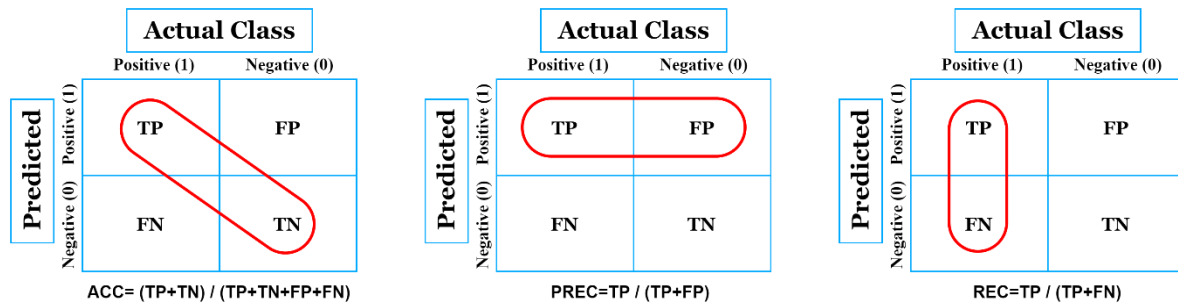 Actual Class
Positive (1) Negative (0)
Predicted
Positive (1)
TP FP
Negative (0)
FN TN
ACC= (TP+TN) / (TP+TN+FP+FN)
Actual Class
Positive (1) Negative (0)
Predicted
Positive (1)
TP FP
Negative (0)
FN TN
PREC=TP / (TP+FP)
Actual Class
Positive (1) Negative (0)
Predicted
Positive (1)
TP FP
Negative (0)
FN TN
REC=TP / (TP+FN)